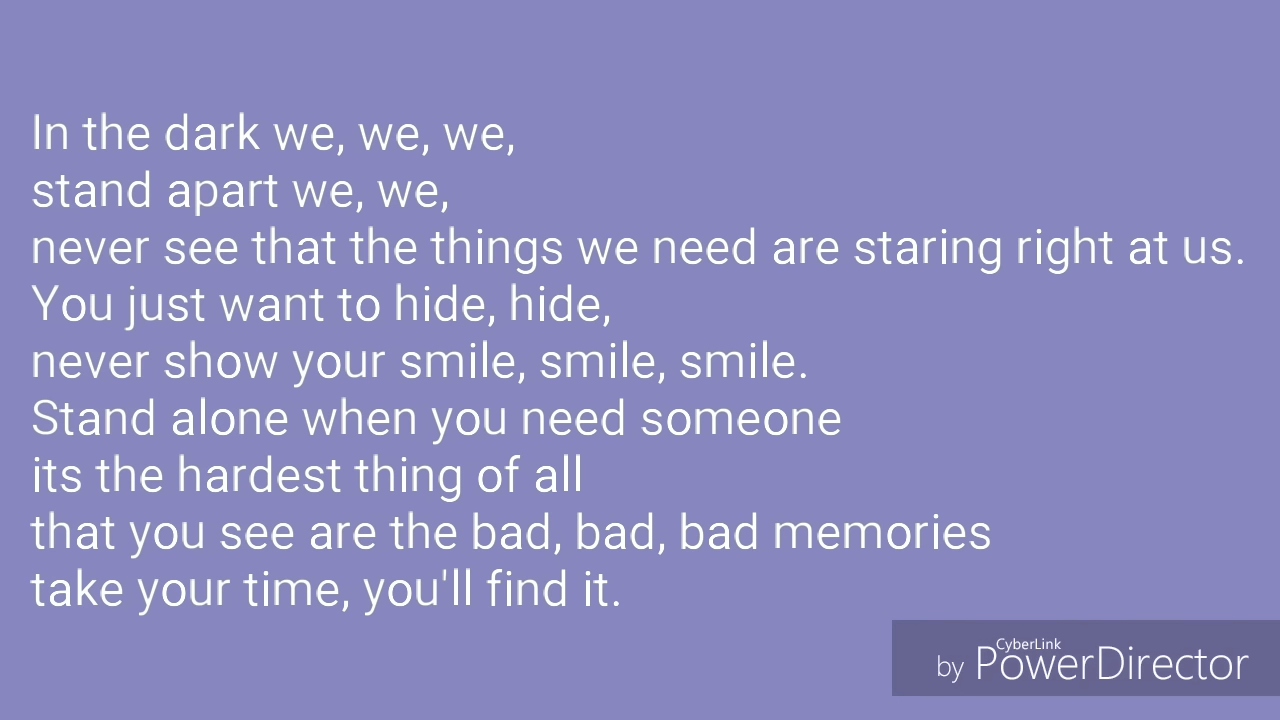 In the dark we, we, we,
stand apart we, we,
never see that the things we need are staring right at us.
You just want to hide, hide,
never show your smile, smile, smile.
Stand alone when you need someone
its the hardest thing of all
that you see are the bad, bad, bad memories
take your time, you'll find it.
CyberLink
by PowerDirector